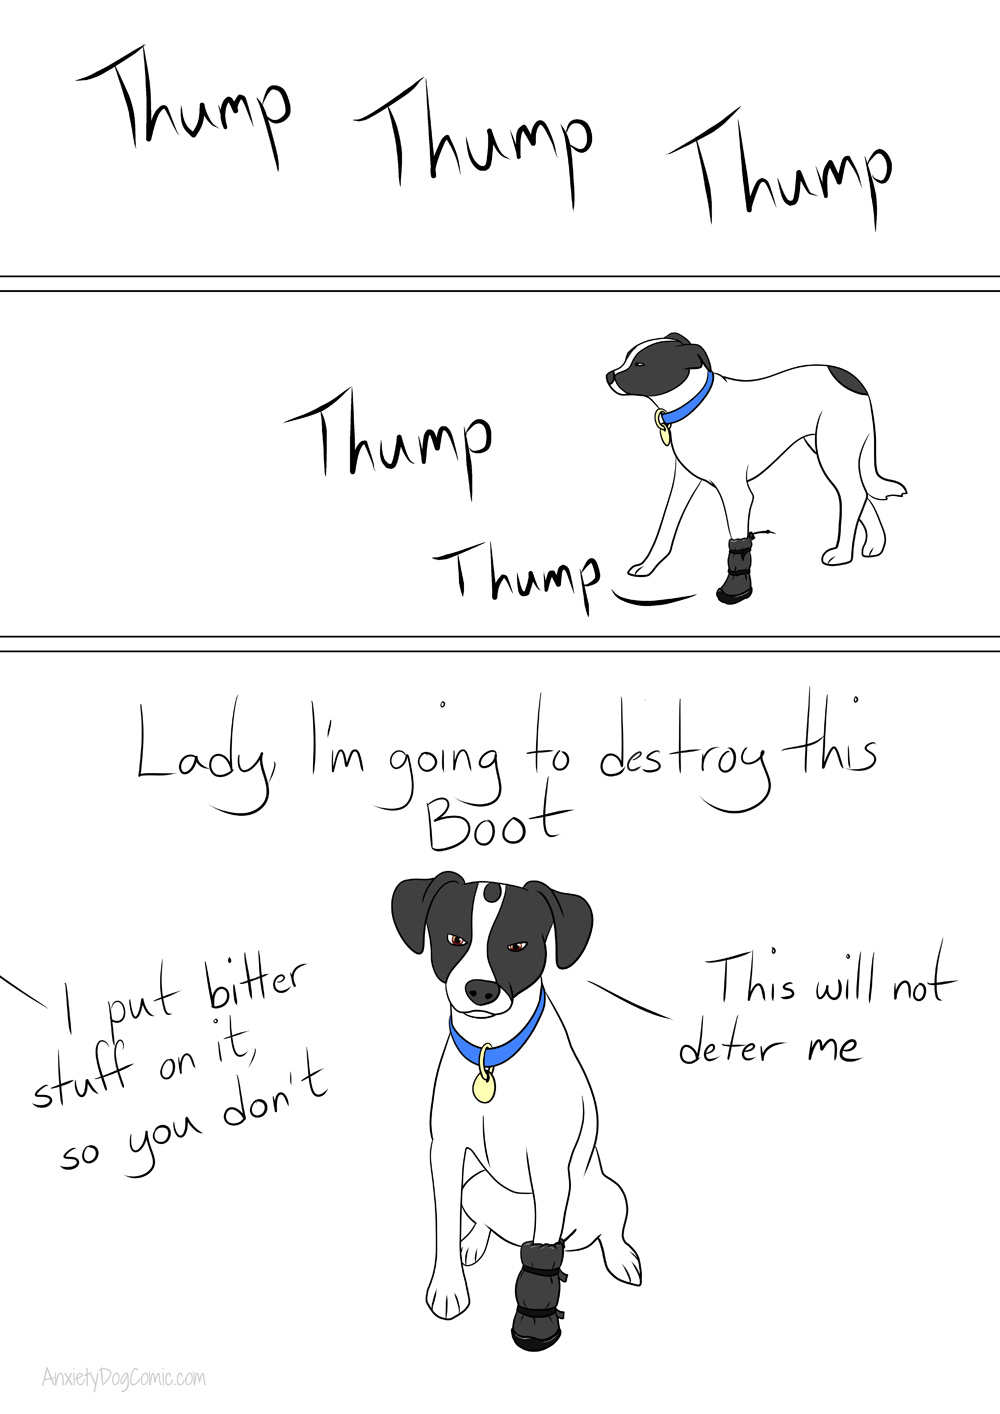 Thump
Thump
Thump
Thump
Thump
Lady, I'm going to destroy this
Boot
I put bitter
stuff on it,
so you don't
This will not
deter me
AnxietyDogComic.com